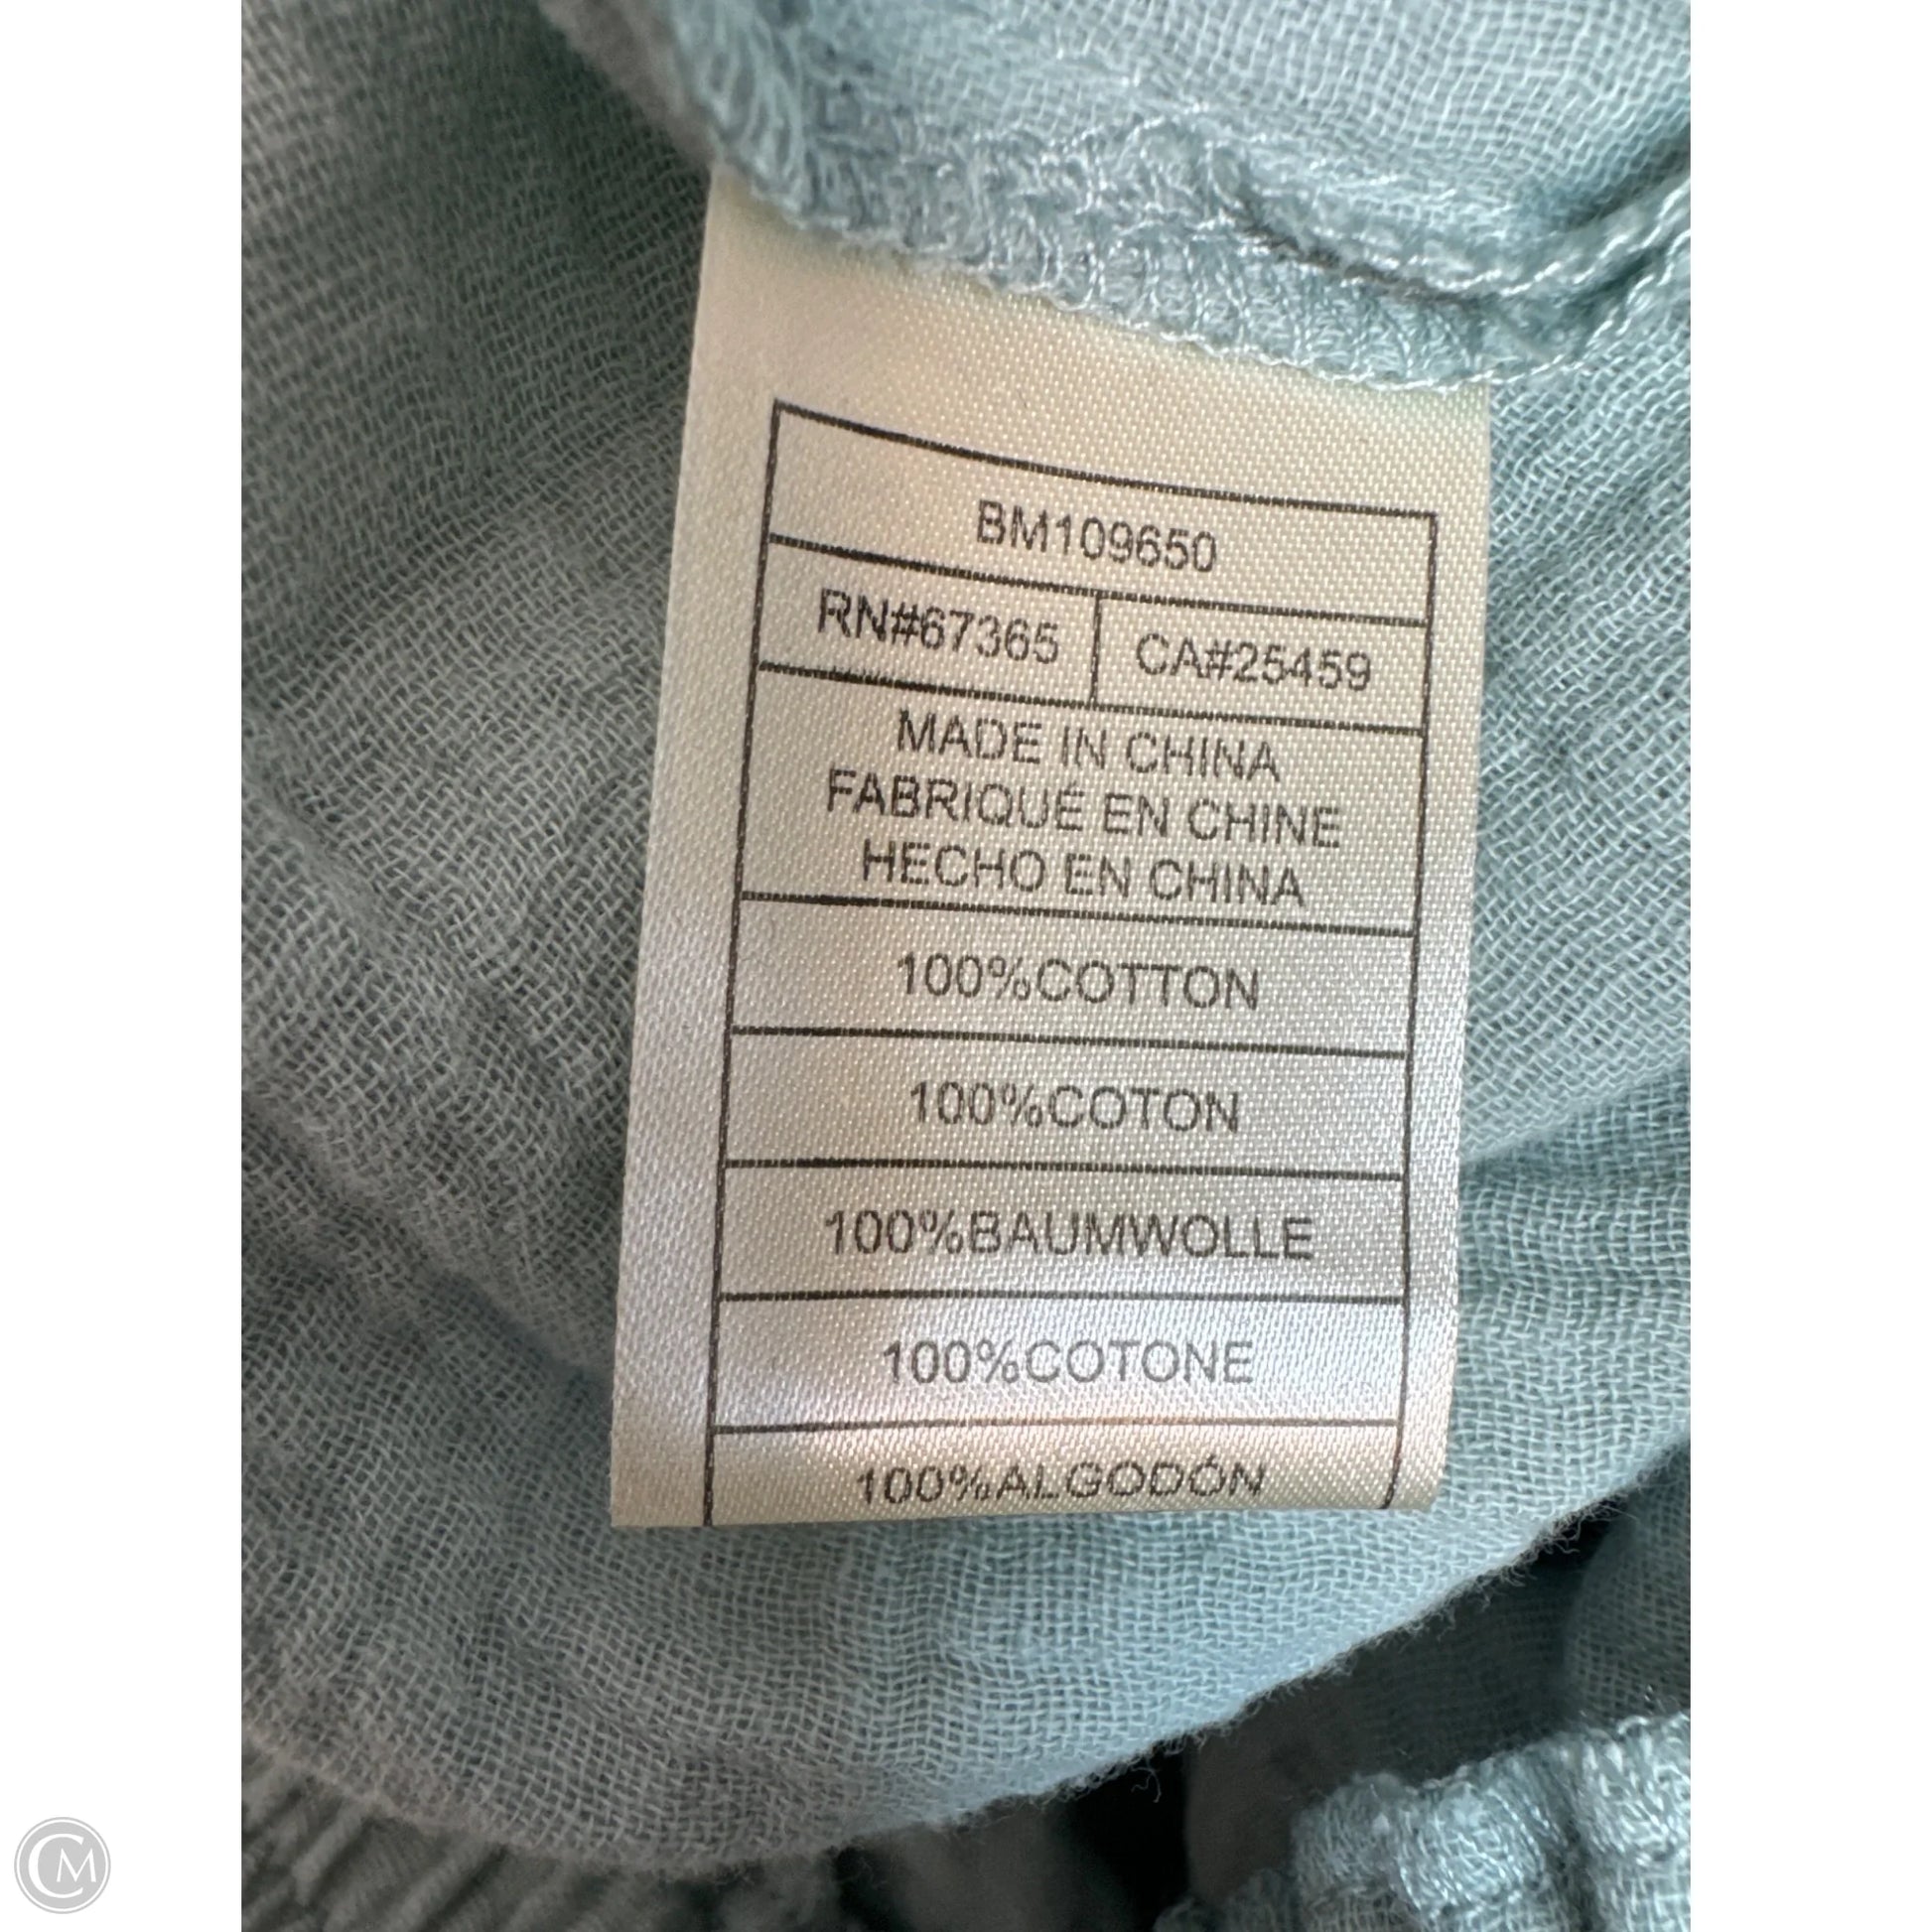 BM109650
RN#67365 CA#25459
MADE IN CHINA
FABRIQUÉ EN CHINE
HECHO EN CHINA
100%COTTON
100%COTON
100%BAUMWOLLE
100%COTONE
100%ALGODÓN
CM